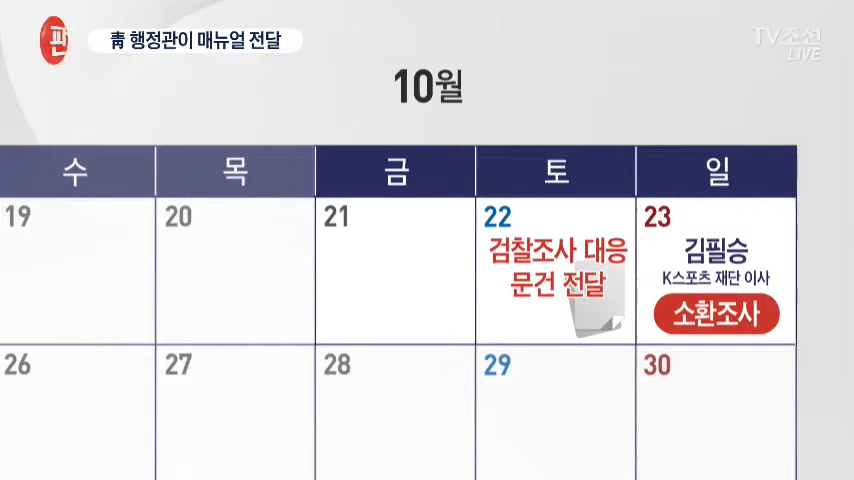 판
靑 행정관이 매뉴얼 전달
TV조선
LIVE
10월
수 목 금 토 일
19 20 21 22 23
검찰조사 대응
문건 전달
김필승
K스포츠 재단 이사
소환조사
26 27 28 29 30